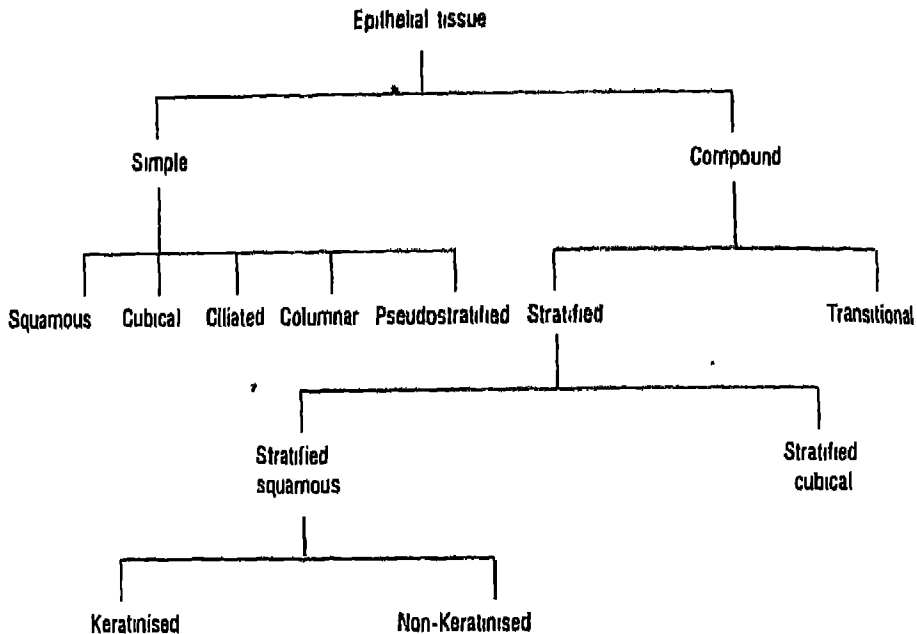 Epithelial tissue
Simple
Compound
Squamous
Cubical
Ciliated
Columnar
Pseudostratified
Stratified
Transitional
Stratified
squamous
Stratified
cubical
Keratinised
Non-Keratinised